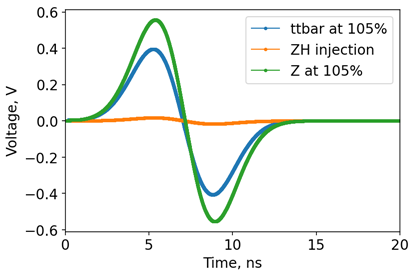 0.6
0.4
0.2
0.0
−0.2
−0.4
−0.6
Voltage, V
ttbar at 105%
ZH injection
Z at 105%
0 5 10 15 20
Time, ns